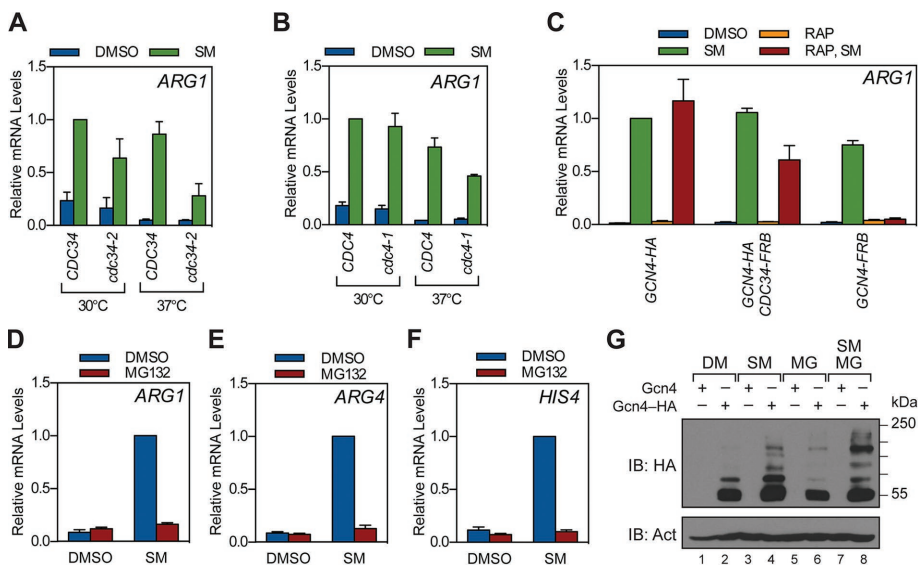 A
DMSO SM
Relative mRNA Levels
1.5
1.0
0.5
0.0
ARG1
CDC34
cdc34-2
CDC34
cdc34-2
30°C
37°C
B
DMSO SM
Relative mRNA Levels
1.5
1.0
0.5
0.0
ARG1
CDC4
cdc4-1
CDC4
cdc4-1
30°C
37°C
C
DMSO RAP
SM RAP, SM
Relative mRNA Levels
1.5
1.0
0.5
0.0
ARG1
GCN4-HA
GCN4-HA
CDC34-FRB
GCN4-FRB
D
DMSO
MG132
Relative mRNA Levels
1.5
1.0
0.5
0.0
ARG1
DMSO SM
E
DMSO
MG132
Relative mRNA Levels
1.5
1.0
0.5
0.0
ARG4
DMSO SM
F
DMSO
MG132
Relative mRNA Levels
1.5
1.0
0.5
0.0
HIS4
DMSO SM
G
SM
DM SM MG MG
Gcn4 + – + – + – + –
Gcn4–HA – + – + – + – + kDa
250
IB: HA
55
IB: Act
1 2 3 4 5 6 7 8